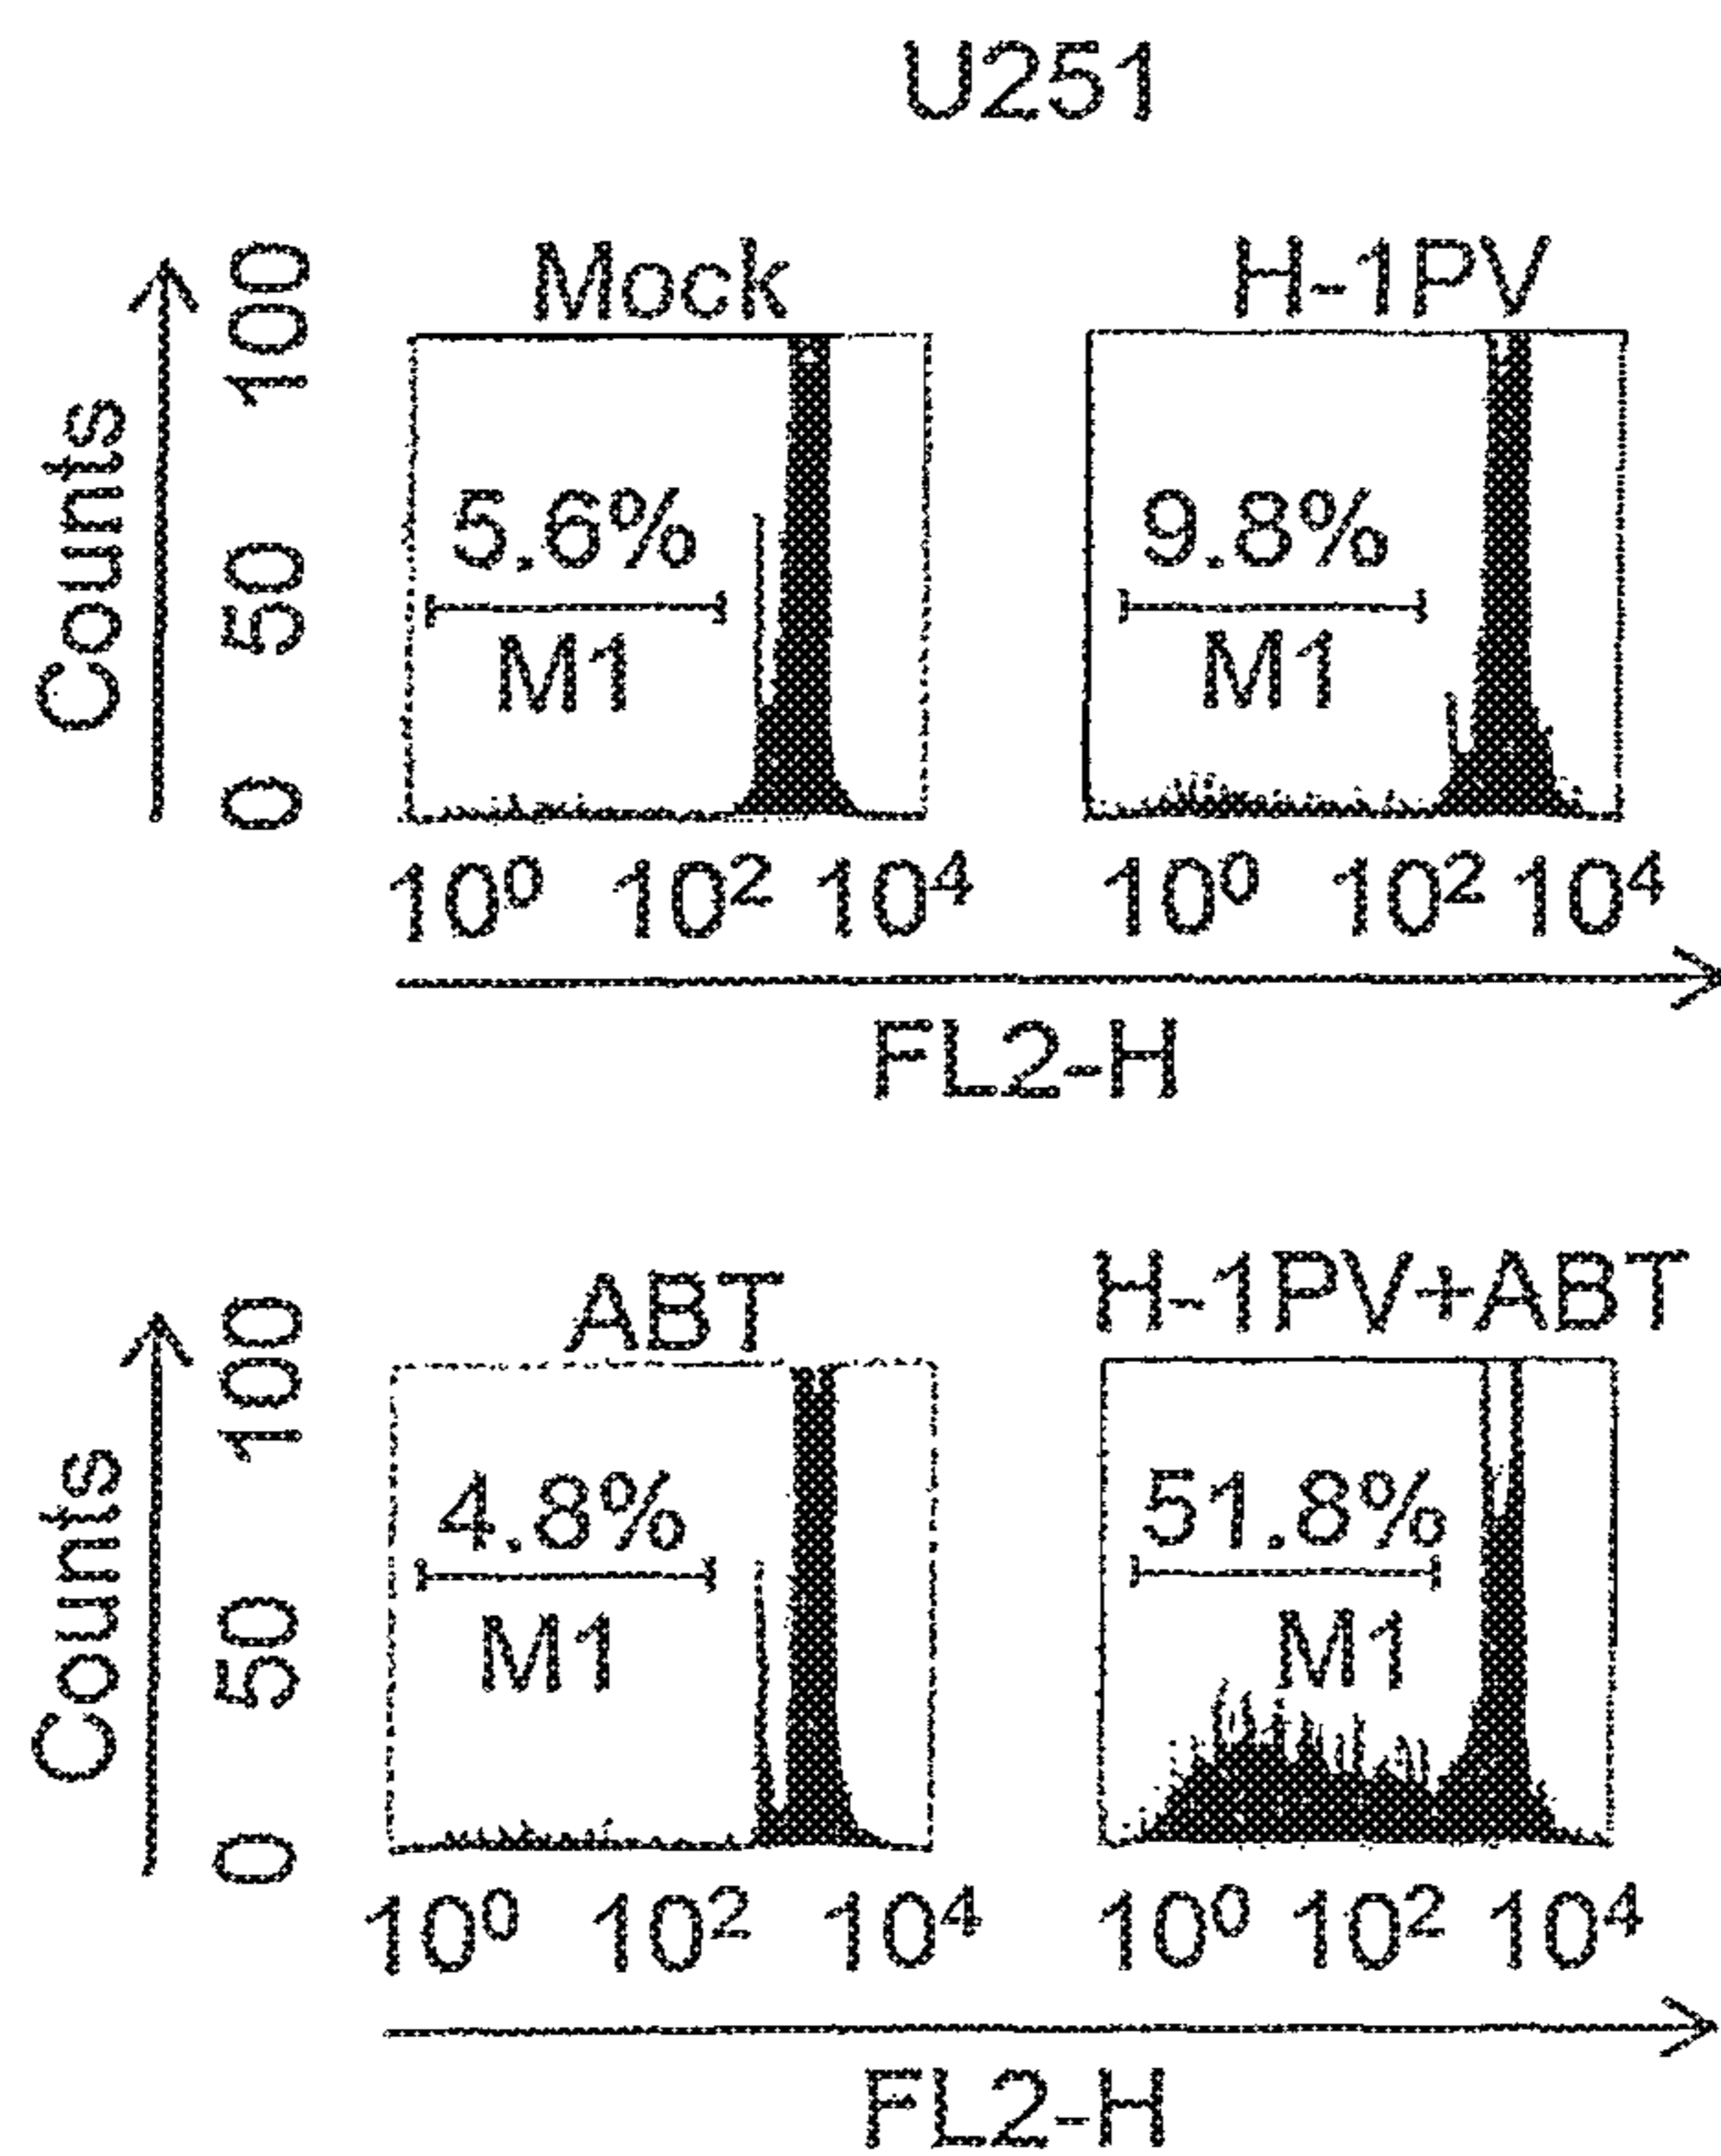 U251
Mock H-1PV
Counts
100
50
0
5.6%
M1
9.8%
M1
10⁰ 10² 10⁴ 10⁰ 10² 10⁴
FL2-H
ABT H-1PV+ABT
Counts
100
50
0
4.8%
M1
51.8%
M1
10⁰ 10² 10⁴ 10⁰ 10² 10⁴
FL2-H